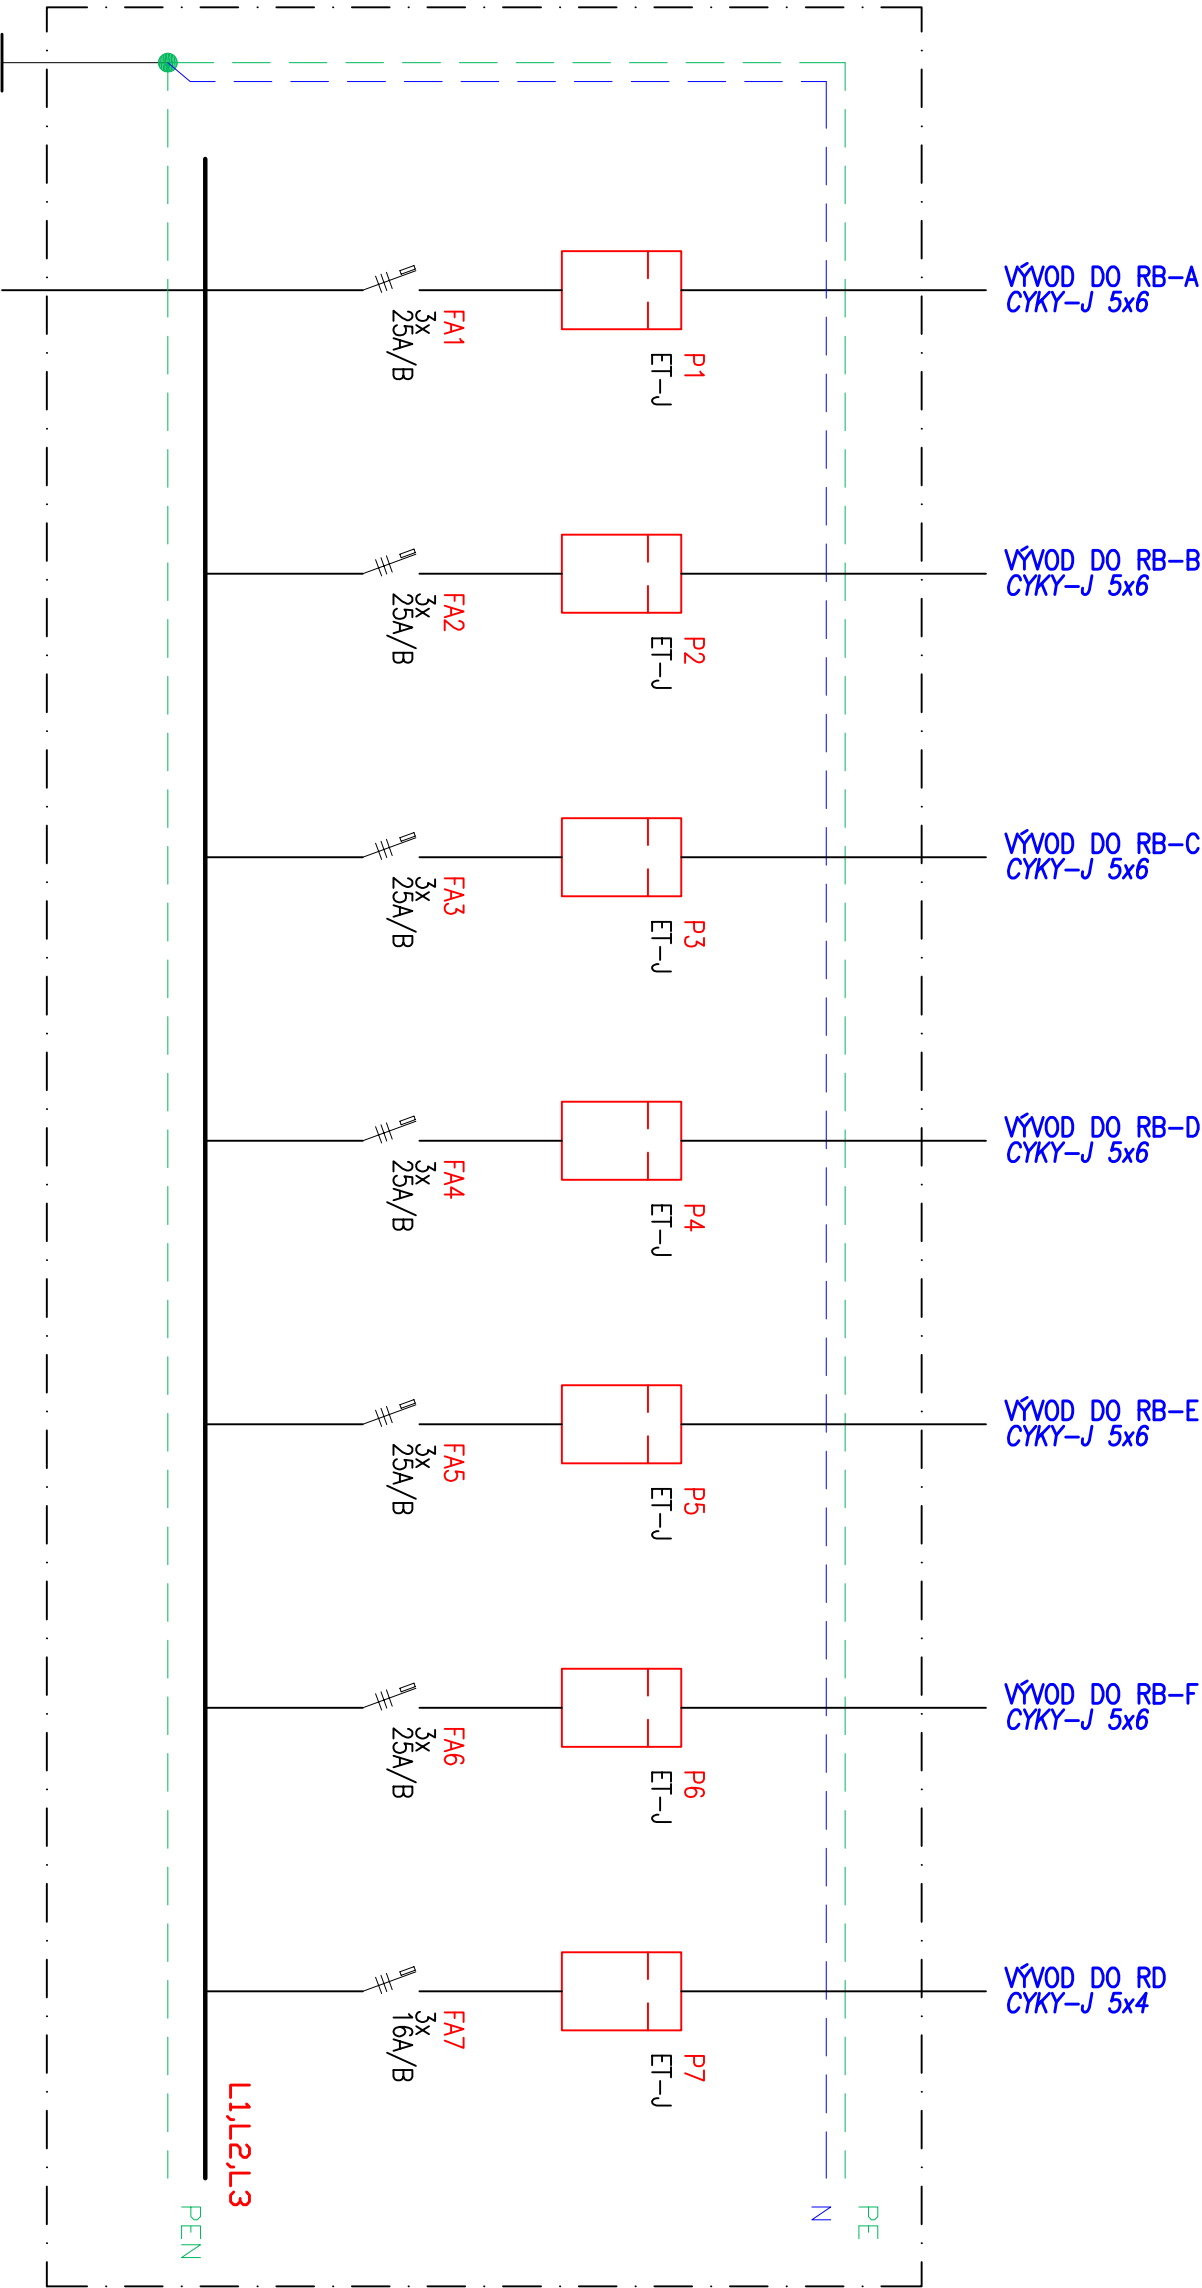 VÝVOD DO RB-A
CYKY-J 5x6
FA1
3x
25A/B
P1
ET-J
VÝVOD DO RB-B
CYKY-J 5x6
FA2
3x
25A/B
P2
ET-J
VÝVOD DO RB-C
CYKY-J 5x6
FA3
3x
25A/B
P3
ET-J
VÝVOD DO RB-D
CYKY-J 5x6
FA4
3x
25A/B
P4
ET-J
VÝVOD DO RB-E
CYKY-J 5x6
FA5
3x
25A/B
P5
ET-J
VÝVOD DO RB-F
CYKY-J 5x6
FA6
3x
25A/B
P6
ET-J
VÝVOD DO RD
CYKY-J 5x4
FA7
3x
16A/B
P7
ET-J
L1,L2,L3
PEN
N
PE